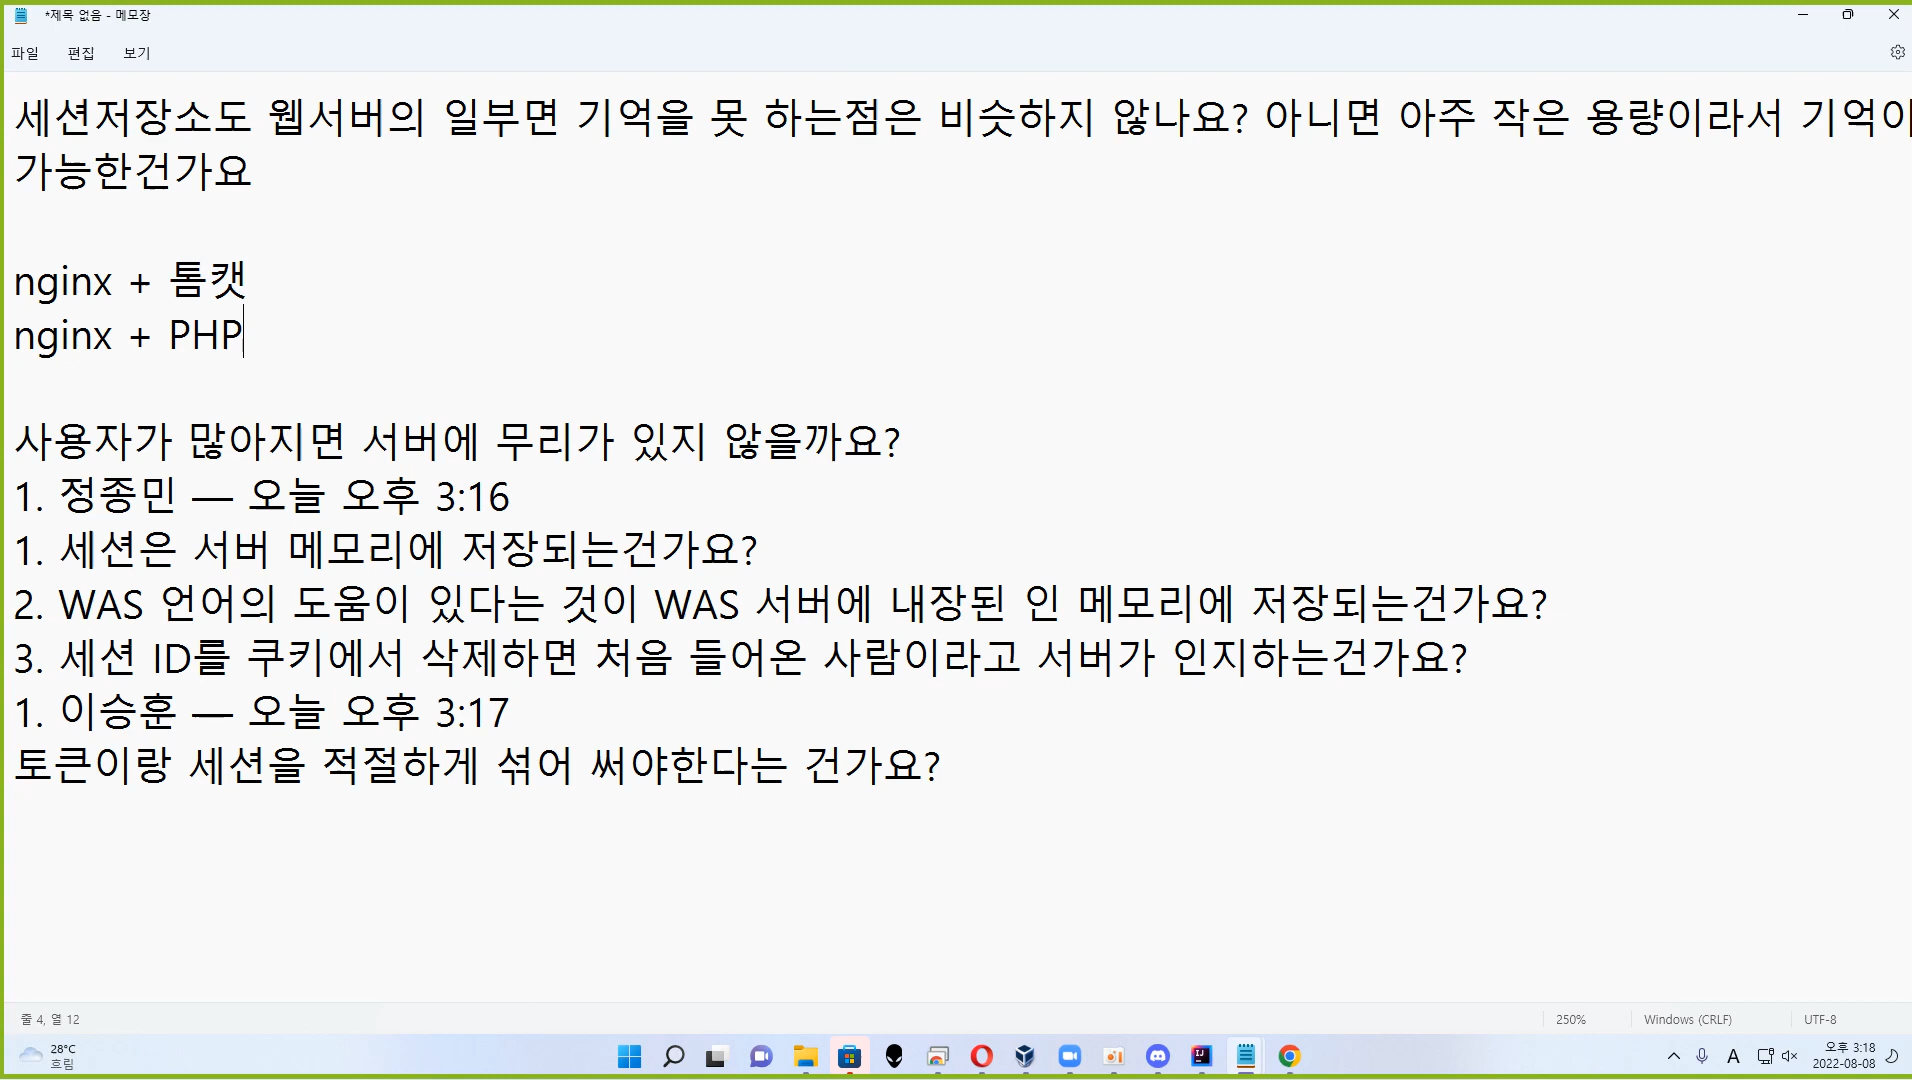 *제목 없음 - 메모장
파일 편집 보기
세션저장소도 웹서버의 일부면 기억을 못 하는점은 비슷하지 않나요? 아니면 아주 작은 용량이라서 기억이
가능한건가요
nginx + 톰캣
nginx + PHP
사용자가 많아지면 서버에 무리가 있지 않을까요?
1. 정종민 — 오늘 오후 3:16
1. 세션은 서버 메모리에 저장되는건가요?
2. WAS 언어의 도움이 있다는 것이 WAS 서버에 내장된 인 메모리에 저장되는건가요?
3. 세션 ID를 쿠키에서 삭제하면 처음 들어온 사람이라고 서버가 인지하는건가요?
1. 이승훈 — 오늘 오후 3:17
토큰이랑 세션을 적절하게 섞어 써야한다는 건가요?
줄 4, 열 12 250% Windows (CRLF) UTF-8
28°C
흐림
A
오후 3:18
2022-08-08